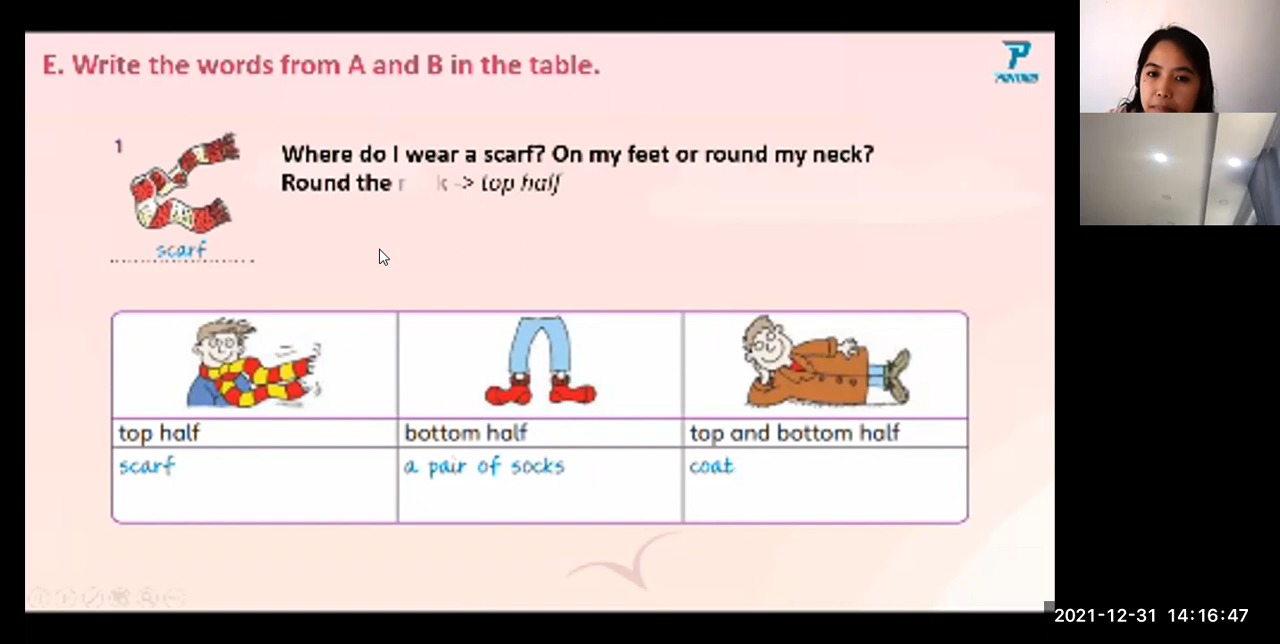 E. Write the words from A and B in the table.
1
Where do I wear a scarf? On my feet or round my neck?
Round the -> top half
scarf
top half
bottom half
top and bottom half
scarf
a pair of socks
coat
2021-12-31 14:16:47